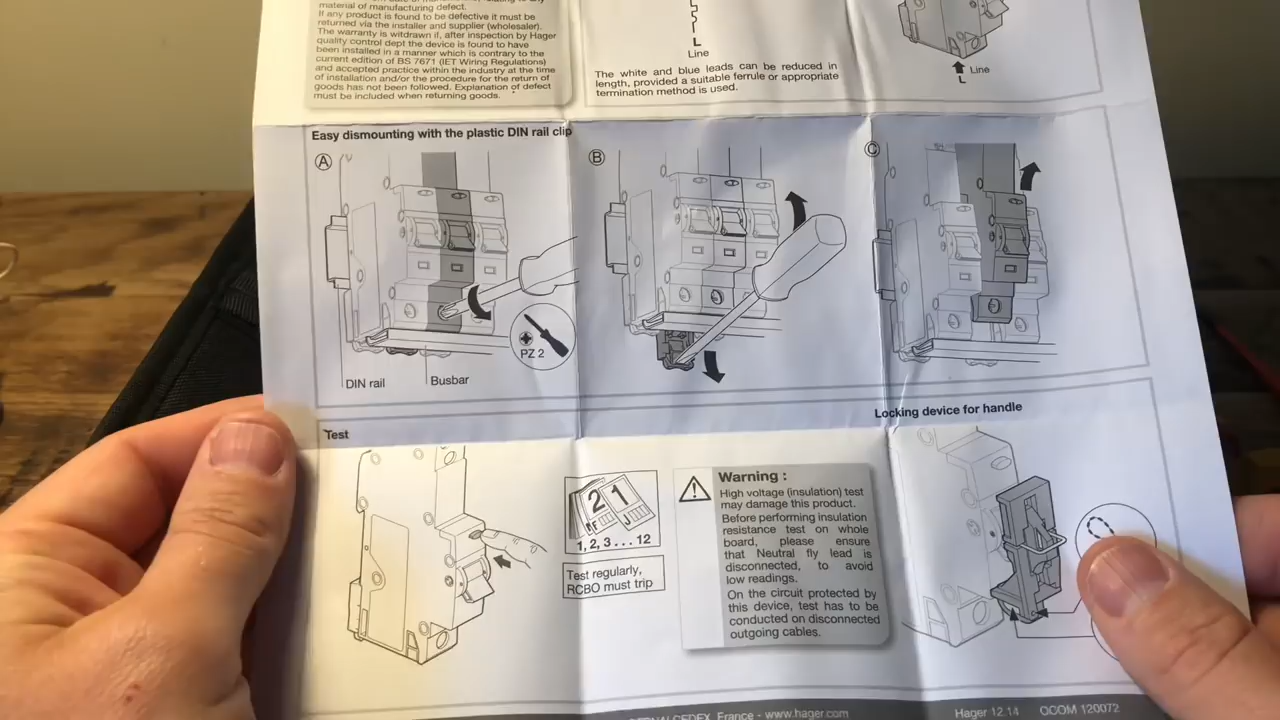 material of manufacturing defect.
If any product is found to be defective it must be
returned via the installer and supplier (wholesaler).
The warranty is witdrawn if, after inspection by Hager
quality control dept the device is found to have
been installed in a manner which is contrary to the
current edition of BS 7671 (IET Wiring Regulations)
and accepted practice within the industry at the time
of installation and/or the procedure for the return of
goods has not been followed. Explanation of defect
must be included when returning goods.
L
Line
The white and blue leads can be reduced in
length, provided a suitable ferrule or appropriate
termination method is used.
Line
L
Easy dismounting with the plastic DIN rail clip
A
B
C
PZ 2
DIN rail
Busbar
Test
Locking device for handle
2 1
F J
1, 2, 3 . . . 12
Test regularly,
RCBO must trip
Warning :
High voltage (insulation) test
may damage this product.
Before performing insulation
resistance test on whole
board, please ensure
that Neutral fly lead is
disconnected, to avoid
low readings.
On the circuit protected by
this device, test has to be
conducted on disconnected
outgoing cables.
CEDEX, France - www.hager.com
Hager 12.14
OCOM 120072